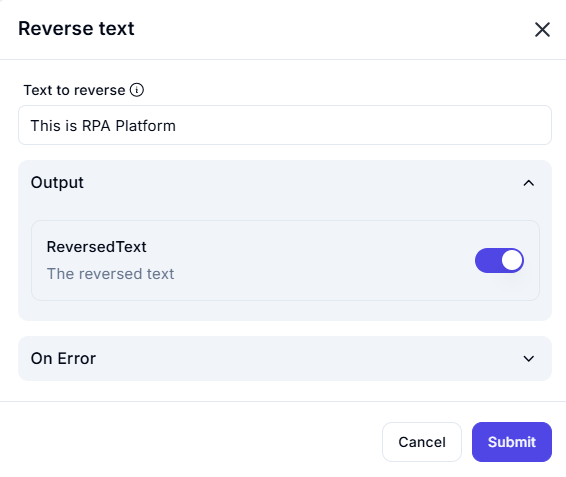 Reverse text
Text to reverse
This is RPA Platform
Output
ReversedText
The reversed text
On Error
Cancel
Submit